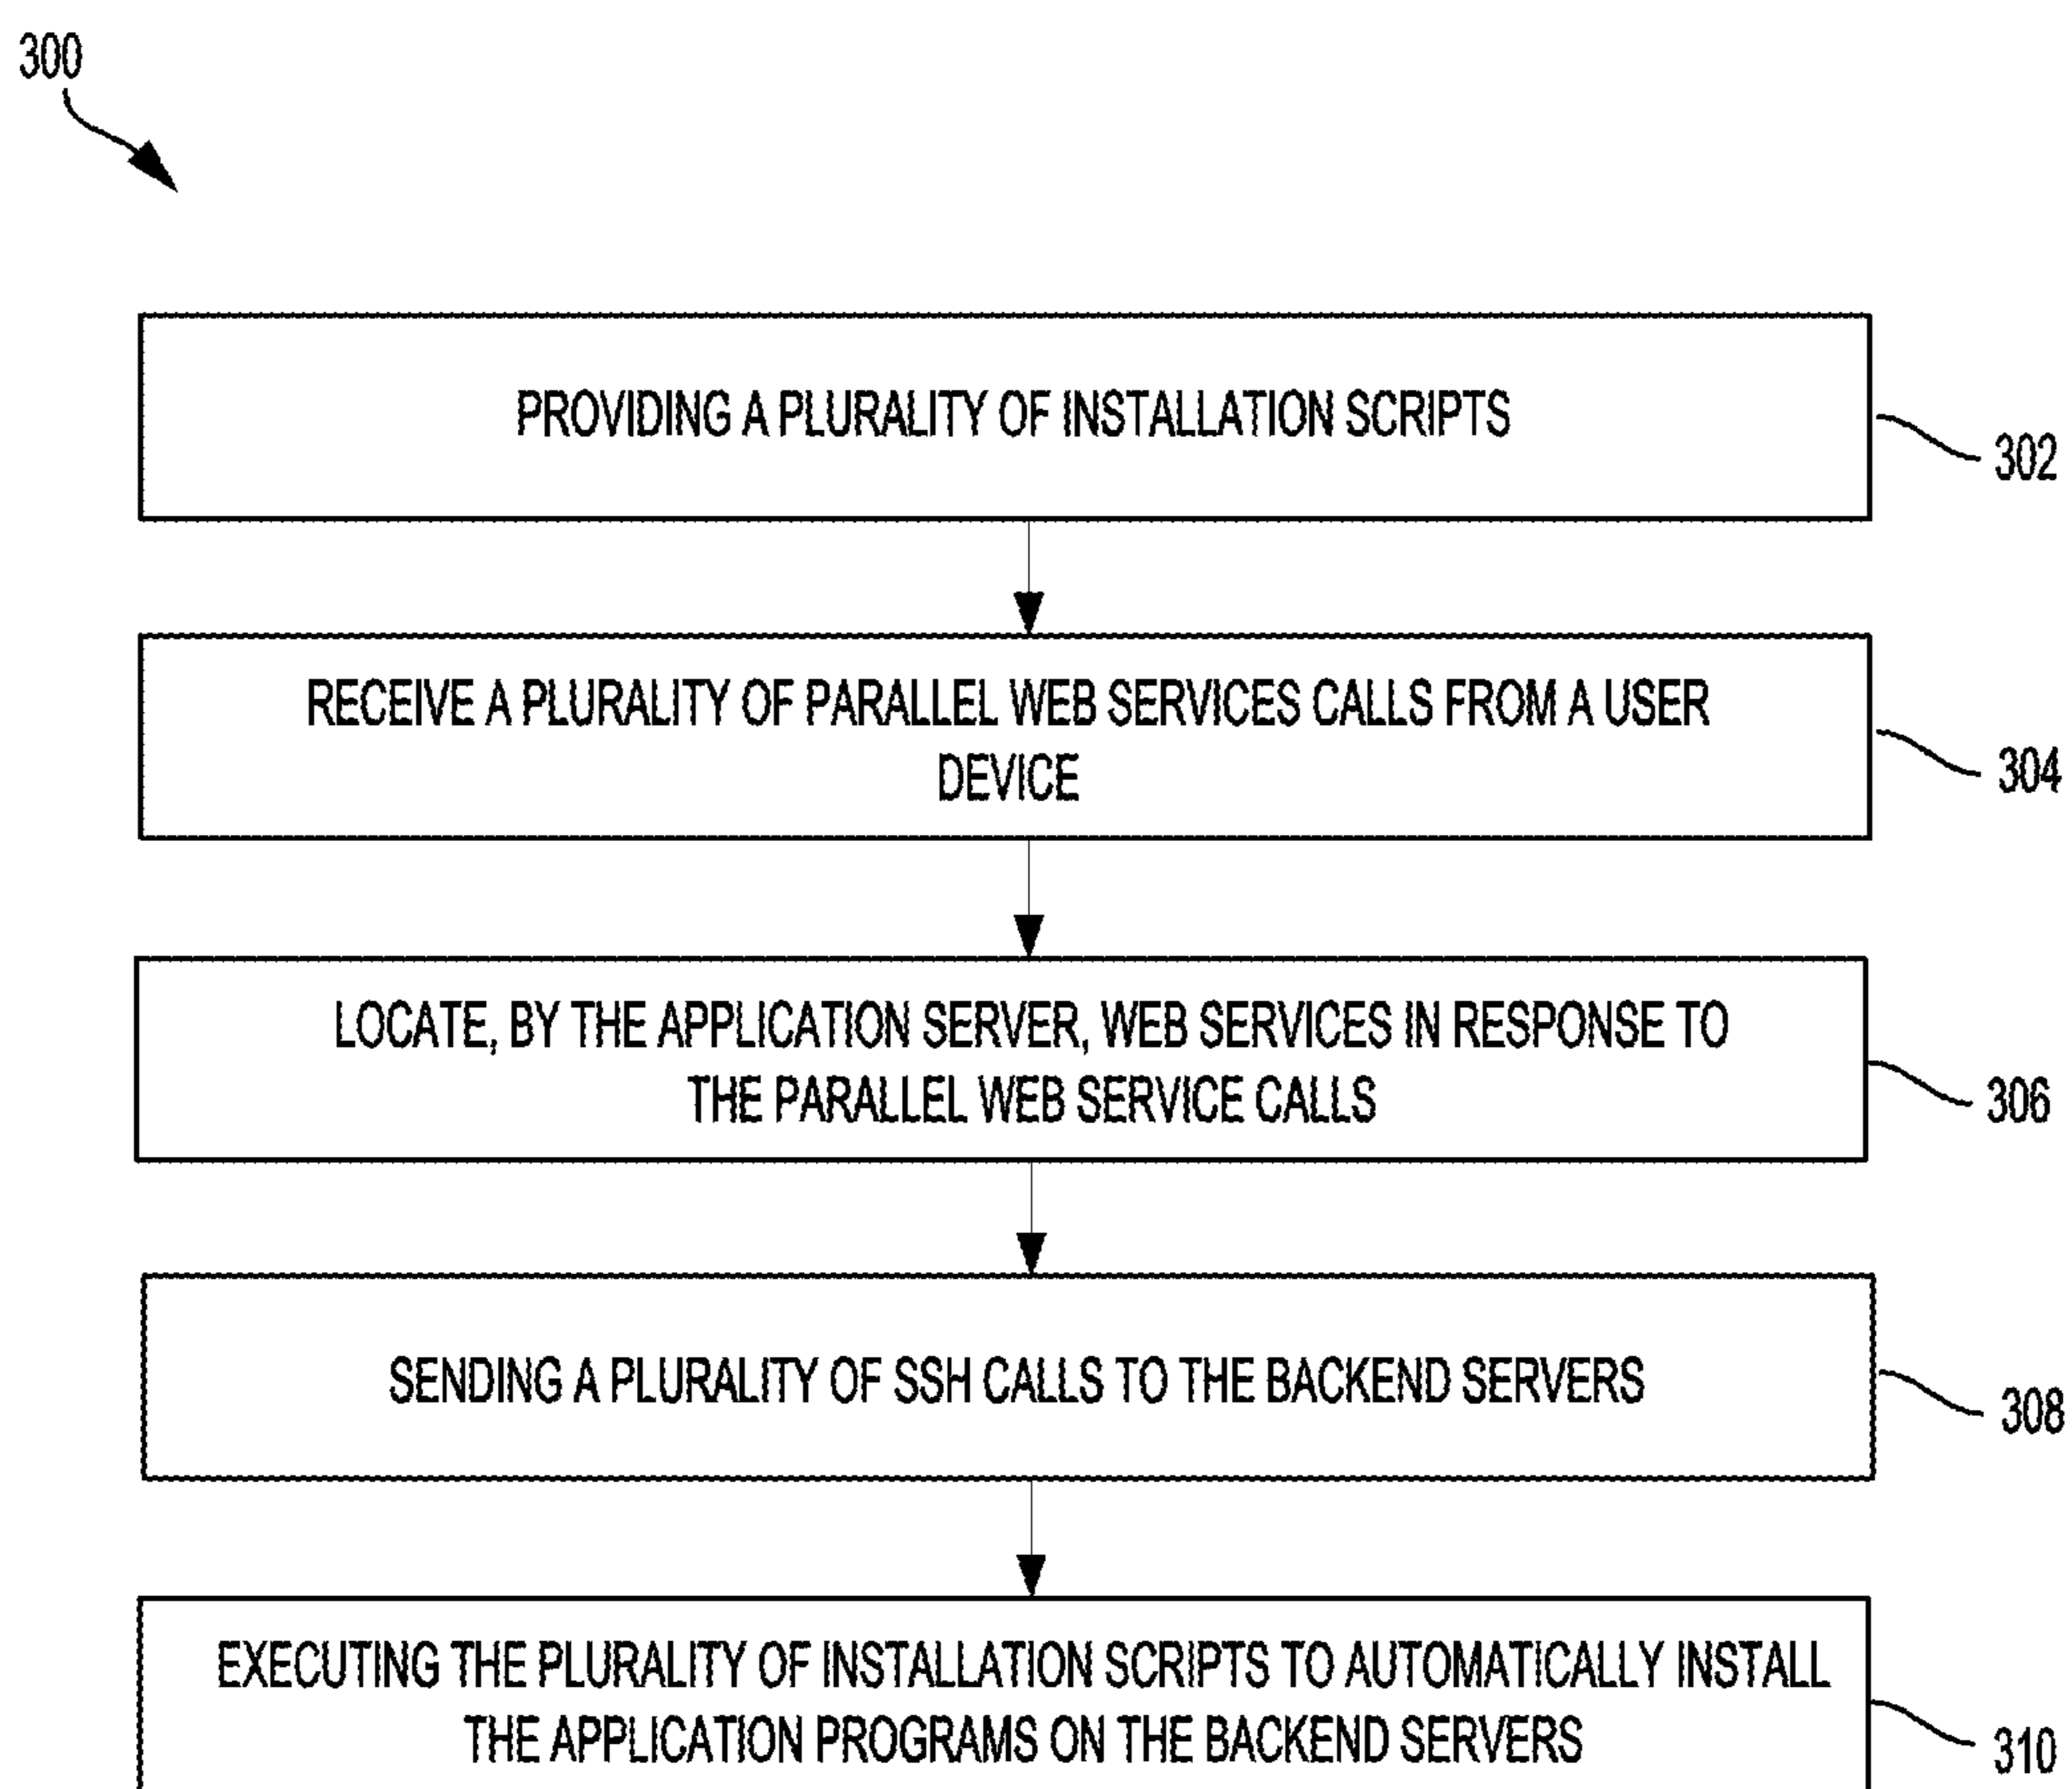 300
PROVIDING A PLURALITY OF INSTALLATION SCRIPTS
302
RECEIVE A PLURALITY OF PARALLEL WEB SERVICES CALLS FROM A USER
DEVICE
304
LOCATE, BY THE APPLICATION SERVER, WEB SERVICES IN RESPONSE TO
THE PARALLEL WEB SERVICE CALLS
306
SENDING A PLURALITY OF SSH CALLS TO THE BACKEND SERVERS
308
EXECUTING THE PLURALITY OF INSTALLATION SCRIPTS TO AUTOMATICALLY INSTALL
THE APPLICATION PROGRAMS ON THE BACKEND SERVERS
310